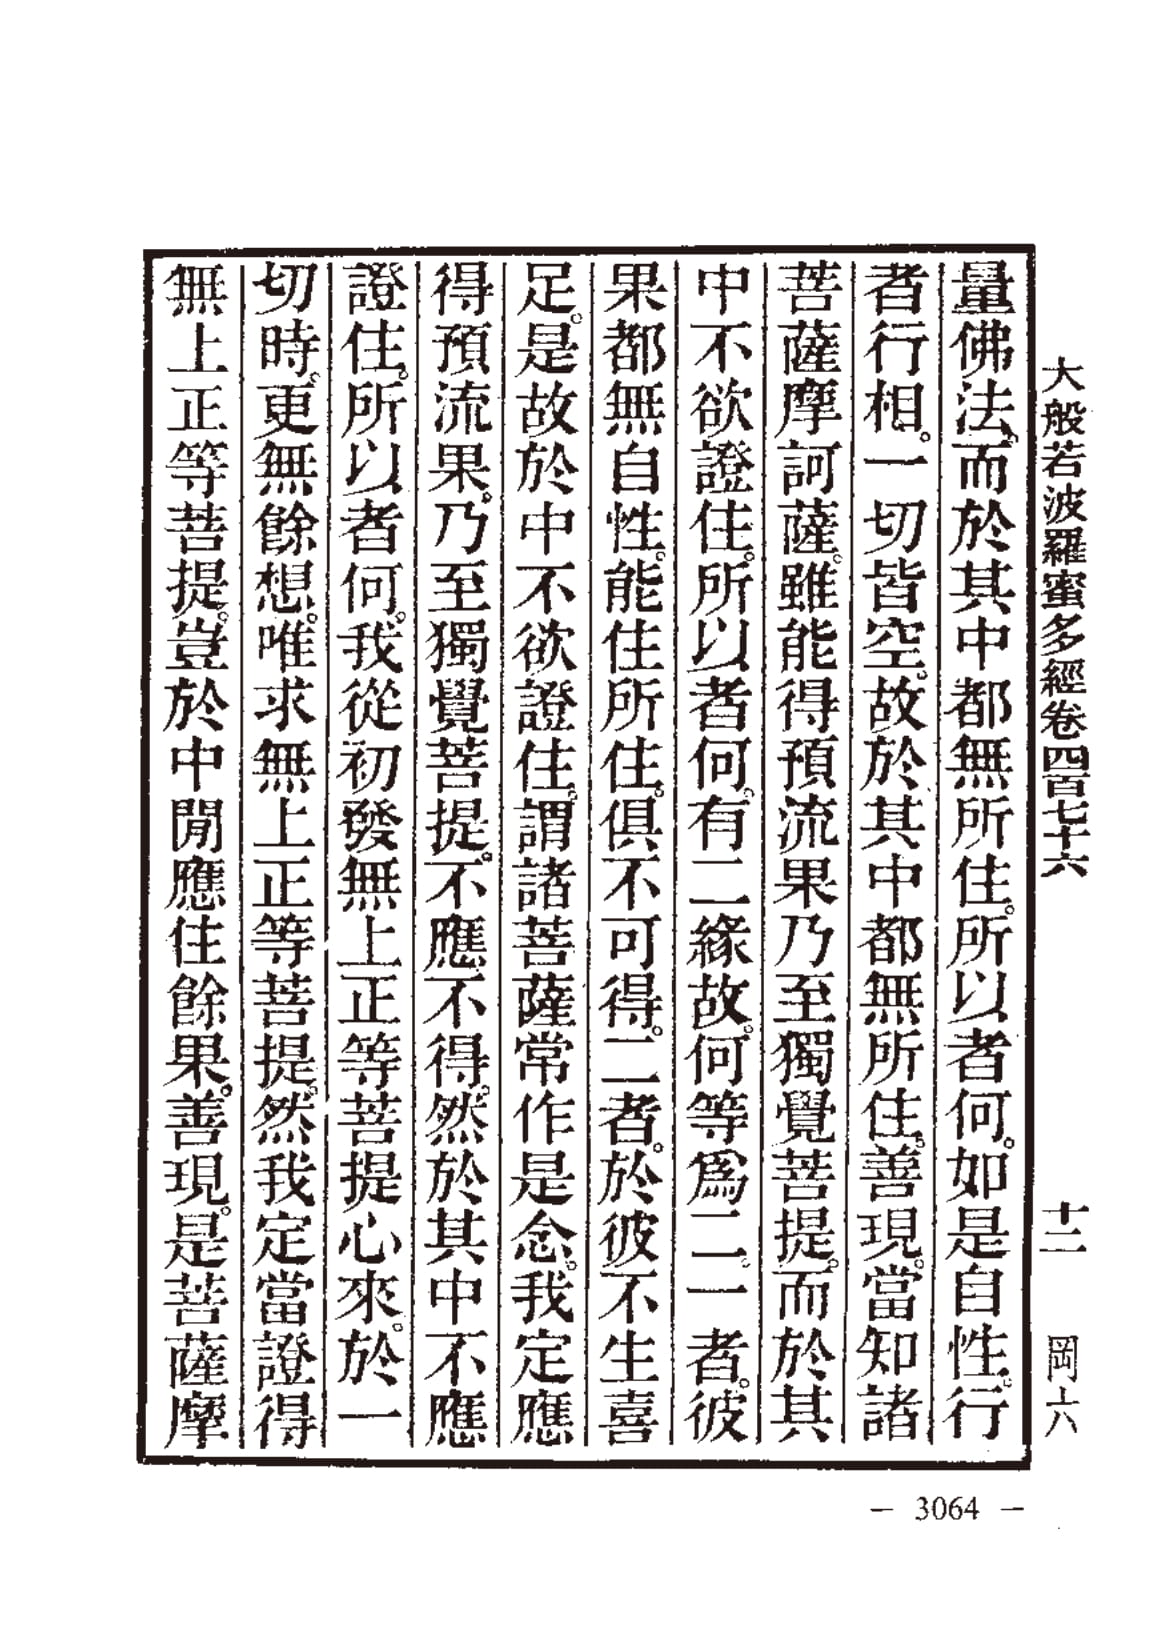 大般若波羅蜜多經卷四百七十六 十二 岡六
量佛法。而於其中都無所住。所以者何。如是自性。行
者行相。一切皆空。故於其中都無所住。善現。當知諸
菩薩摩訶薩。雖能得預流果乃至獨覺菩提。而於其
中不欲證住。所以者何。有二緣故。何等爲二。一者。彼
果都無自性。能住所住。俱不可得。二者。於彼不生喜
足。是故於中不欲證住。謂諸菩薩常作是念。我定應
得預流果。乃至獨覺菩提。不應不得。然於其中不應
證住。所以者何。我從初發無上正等菩提心來。於一
切時。更無餘想。唯求無上正等菩提。然我定當證得
無上正等菩提。豈於中閒應住餘果。善現。是菩薩摩
— 3064 —